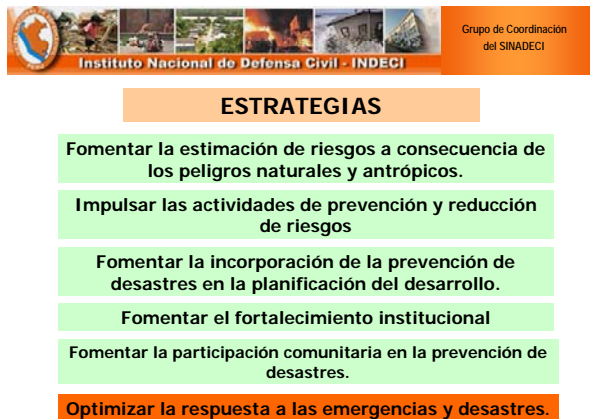 Grupo de Coordinación
del SINADECI
Instituto Nacional de Defensa Civil - INDECI
ESTRATEGIAS
Fomentar la estimación de riesgos a consecuencia de
los peligros naturales y antrópicos.
Impulsar las actividades de prevención y reducción
de riesgos
Fomentar la incorporación de la prevención de
desastres en la planificación del desarrollo.
Fomentar el fortalecimiento institucional
Fomentar la participación comunitaria en la prevención de
desastres.
Optimizar la respuesta a las emergencias y desastres.